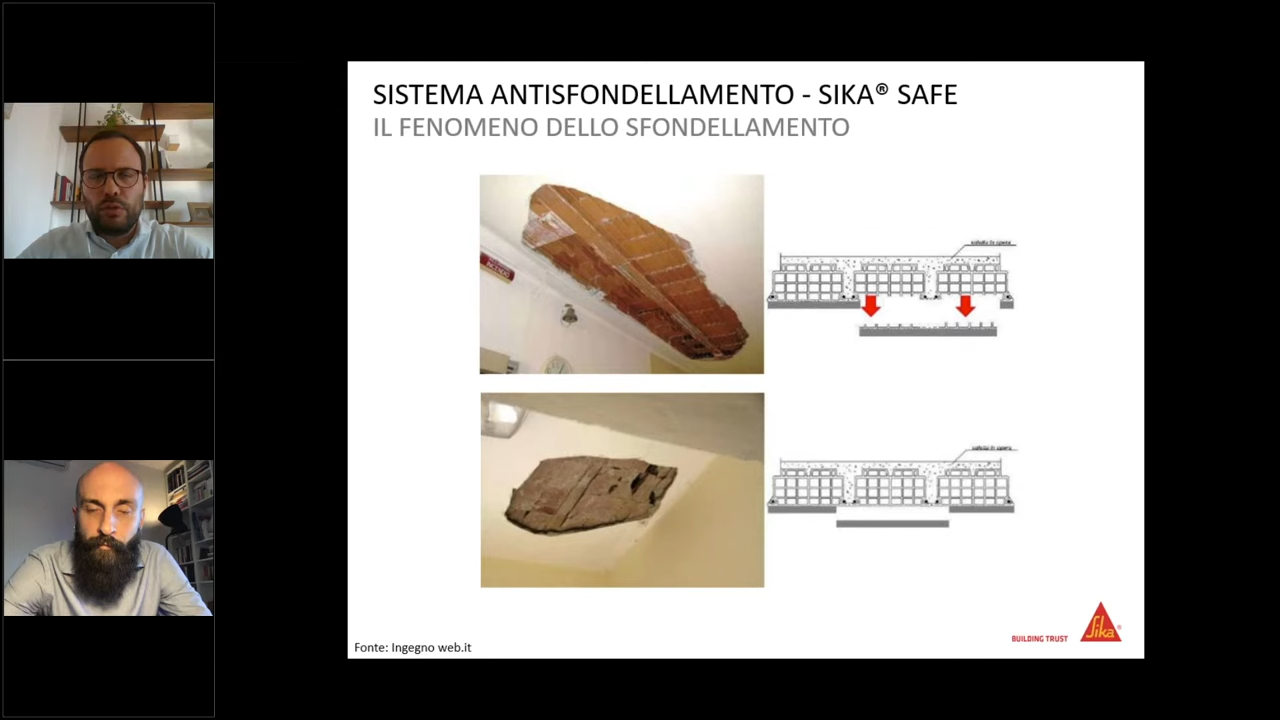 SISTEMA ANTISFONDELLAMENTO - SIKA® SAFE
IL FENOMENO DELLO SFONDELLAMENTO
BUILDING TRUST
Sika®
Fonte: Ingegno web.it